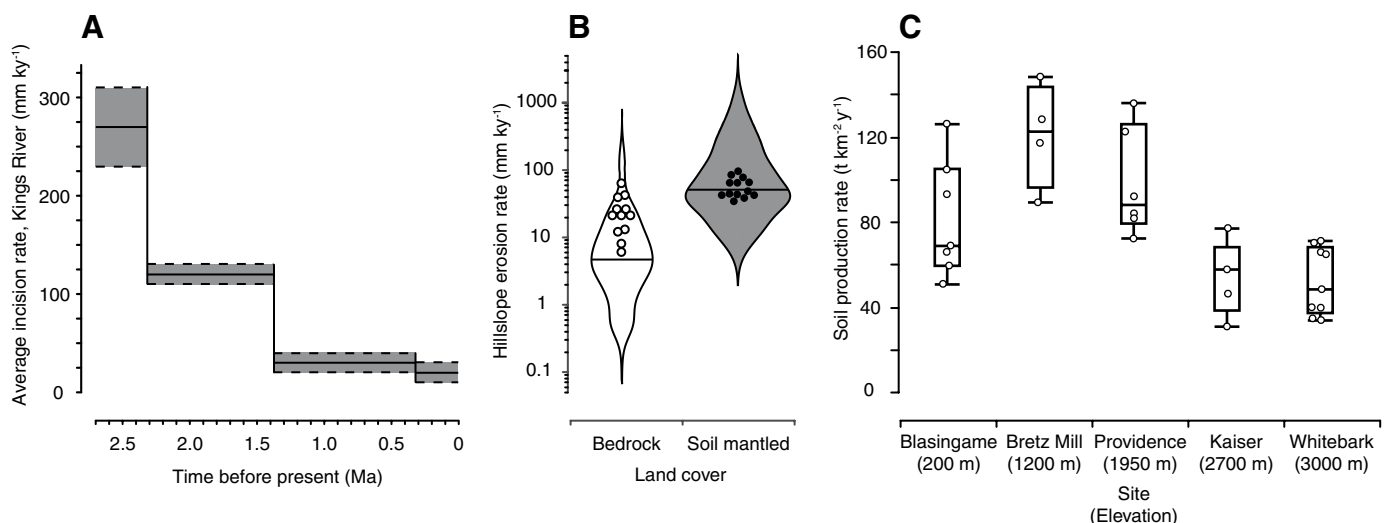 A
Average incision rate, Kings River (mm ky⁻¹)
300
200
100
0
2.5 2.0 1.5 1.0 0.5 0
Time before present (Ma)
B
Hillslope erosion rate (mm ky⁻¹)
1000
100
10
1
0.1
Bedrock Soil mantled
Land cover
C
Soil production rate (t km⁻² y⁻¹)
160
120
80
40
0
Blasingame Bretz Mill Providence Kaiser Whitebark
(200 m) (1200 m) (1950 m) (2700 m) (3000 m)
Site
(Elevation)